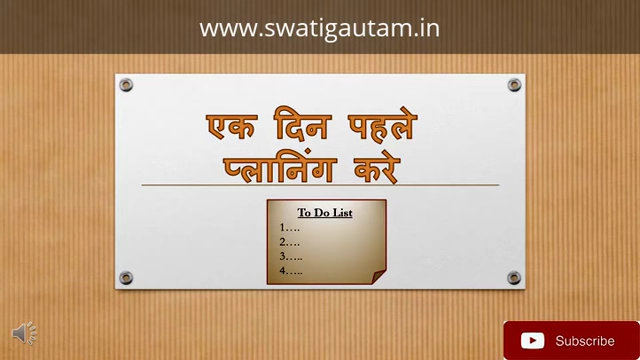 www.swatigautam.in
एक दिन पहले
प्लानिंग करे
To Do List
1….
2….
3…..
4…..
Subscribe